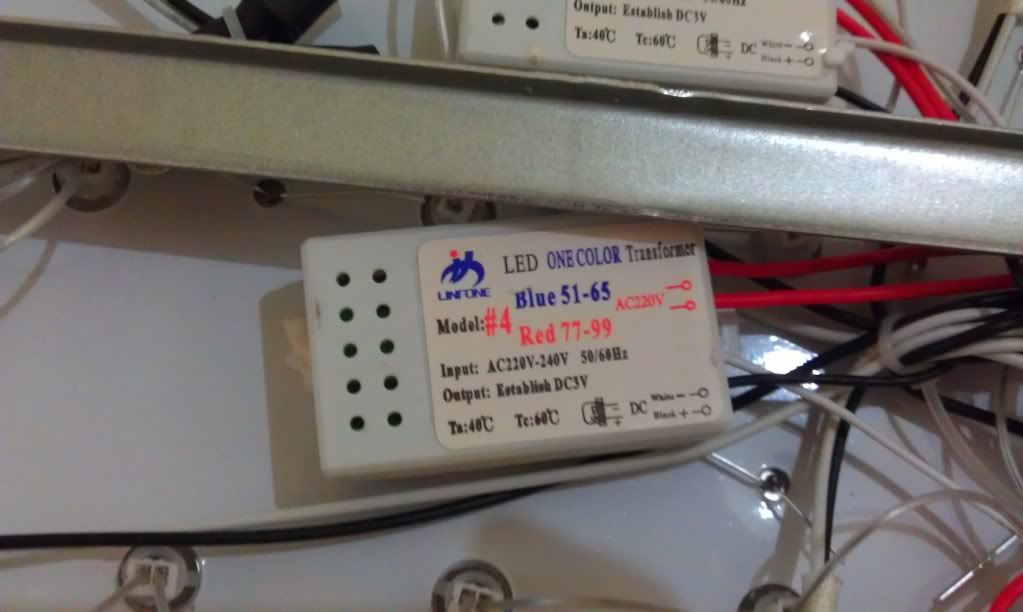 Output: Establish DC3V
Ta:40℃ Tc:60℃ DC White −
Black +
LED ONE COLOR Transformer
LINFONE
Blue 51-65
AC220V
Model:#4
Red 77-99
Input: AC220V-240V 50/60Hz
Output: Establish DC3V
Ta:40℃ Tc:60℃ DC White −
Black +